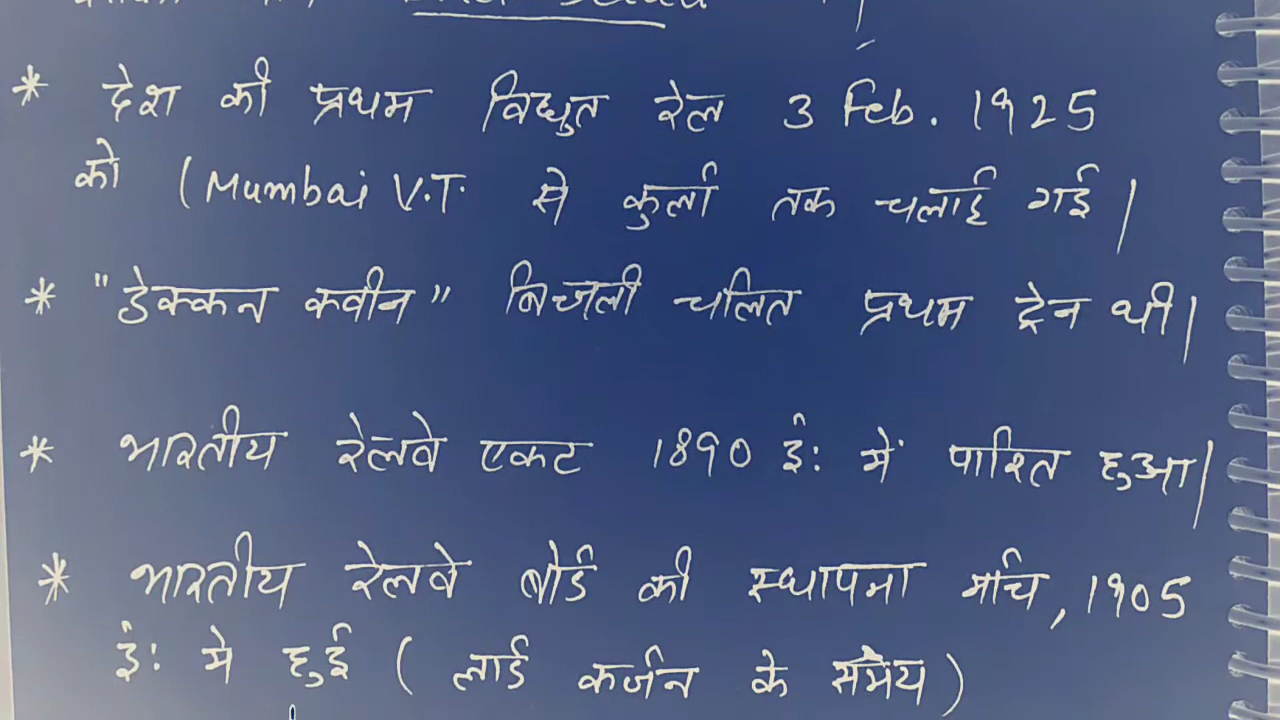 * देश की प्रथम विद्युत रेल 3 Feb. 1925
को (Mumbai V.T. से कुर्ला तक चलाई गई|
* "डेक्कन क्वीन" बिजली चलित प्रथम ट्रेन थी|
* भारतीय रेलवे एक्ट 1890 ई: में पारित हुआ|
* भारतीय रेलवे बोर्ड की स्थापना मार्च, 1905
ई: मे हुई ( लार्ड कर्जन के समय)